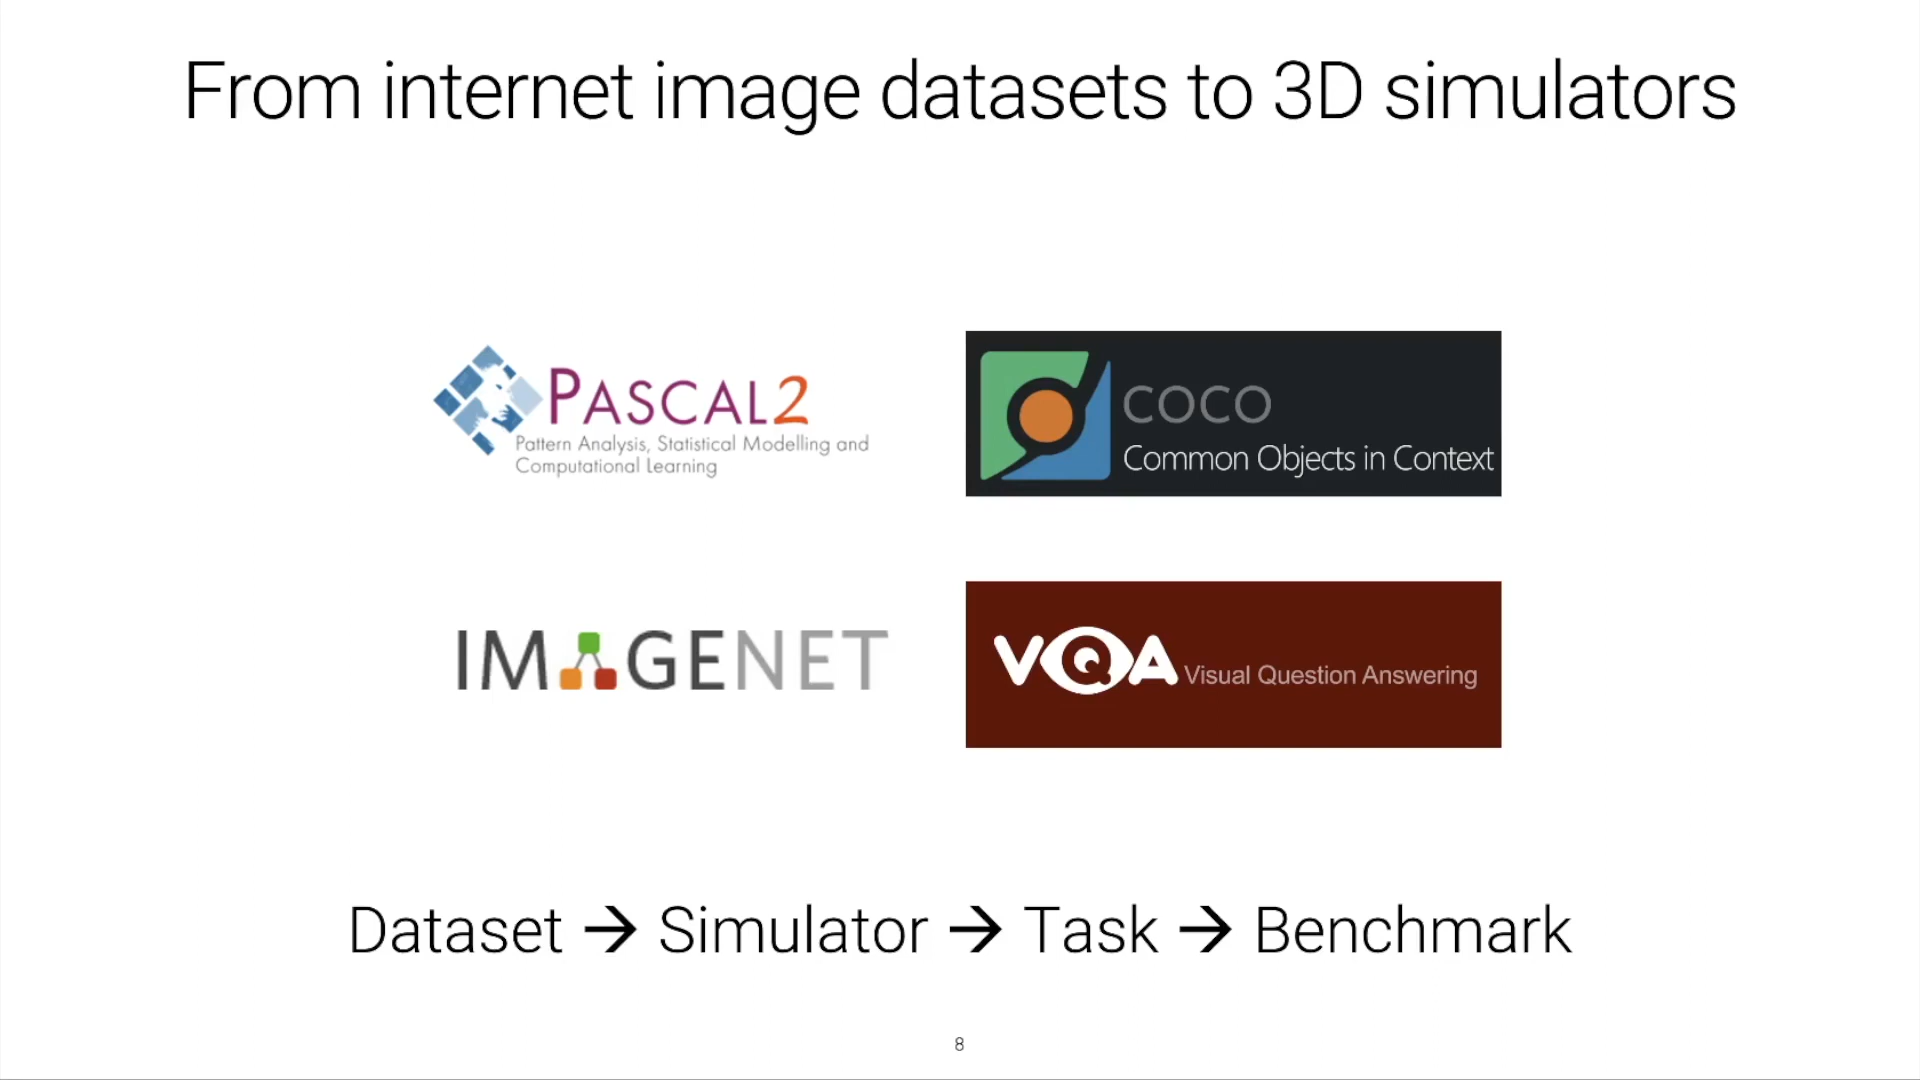 From internet image datasets to 3D simulators
PASCAL2
Pattern Analysis, Statistical Modelling and
Computational Learning
COCO
Common Objects in Context
IMAGENET
VQA Visual Question Answering
Dataset → Simulator → Task → Benchmark
8